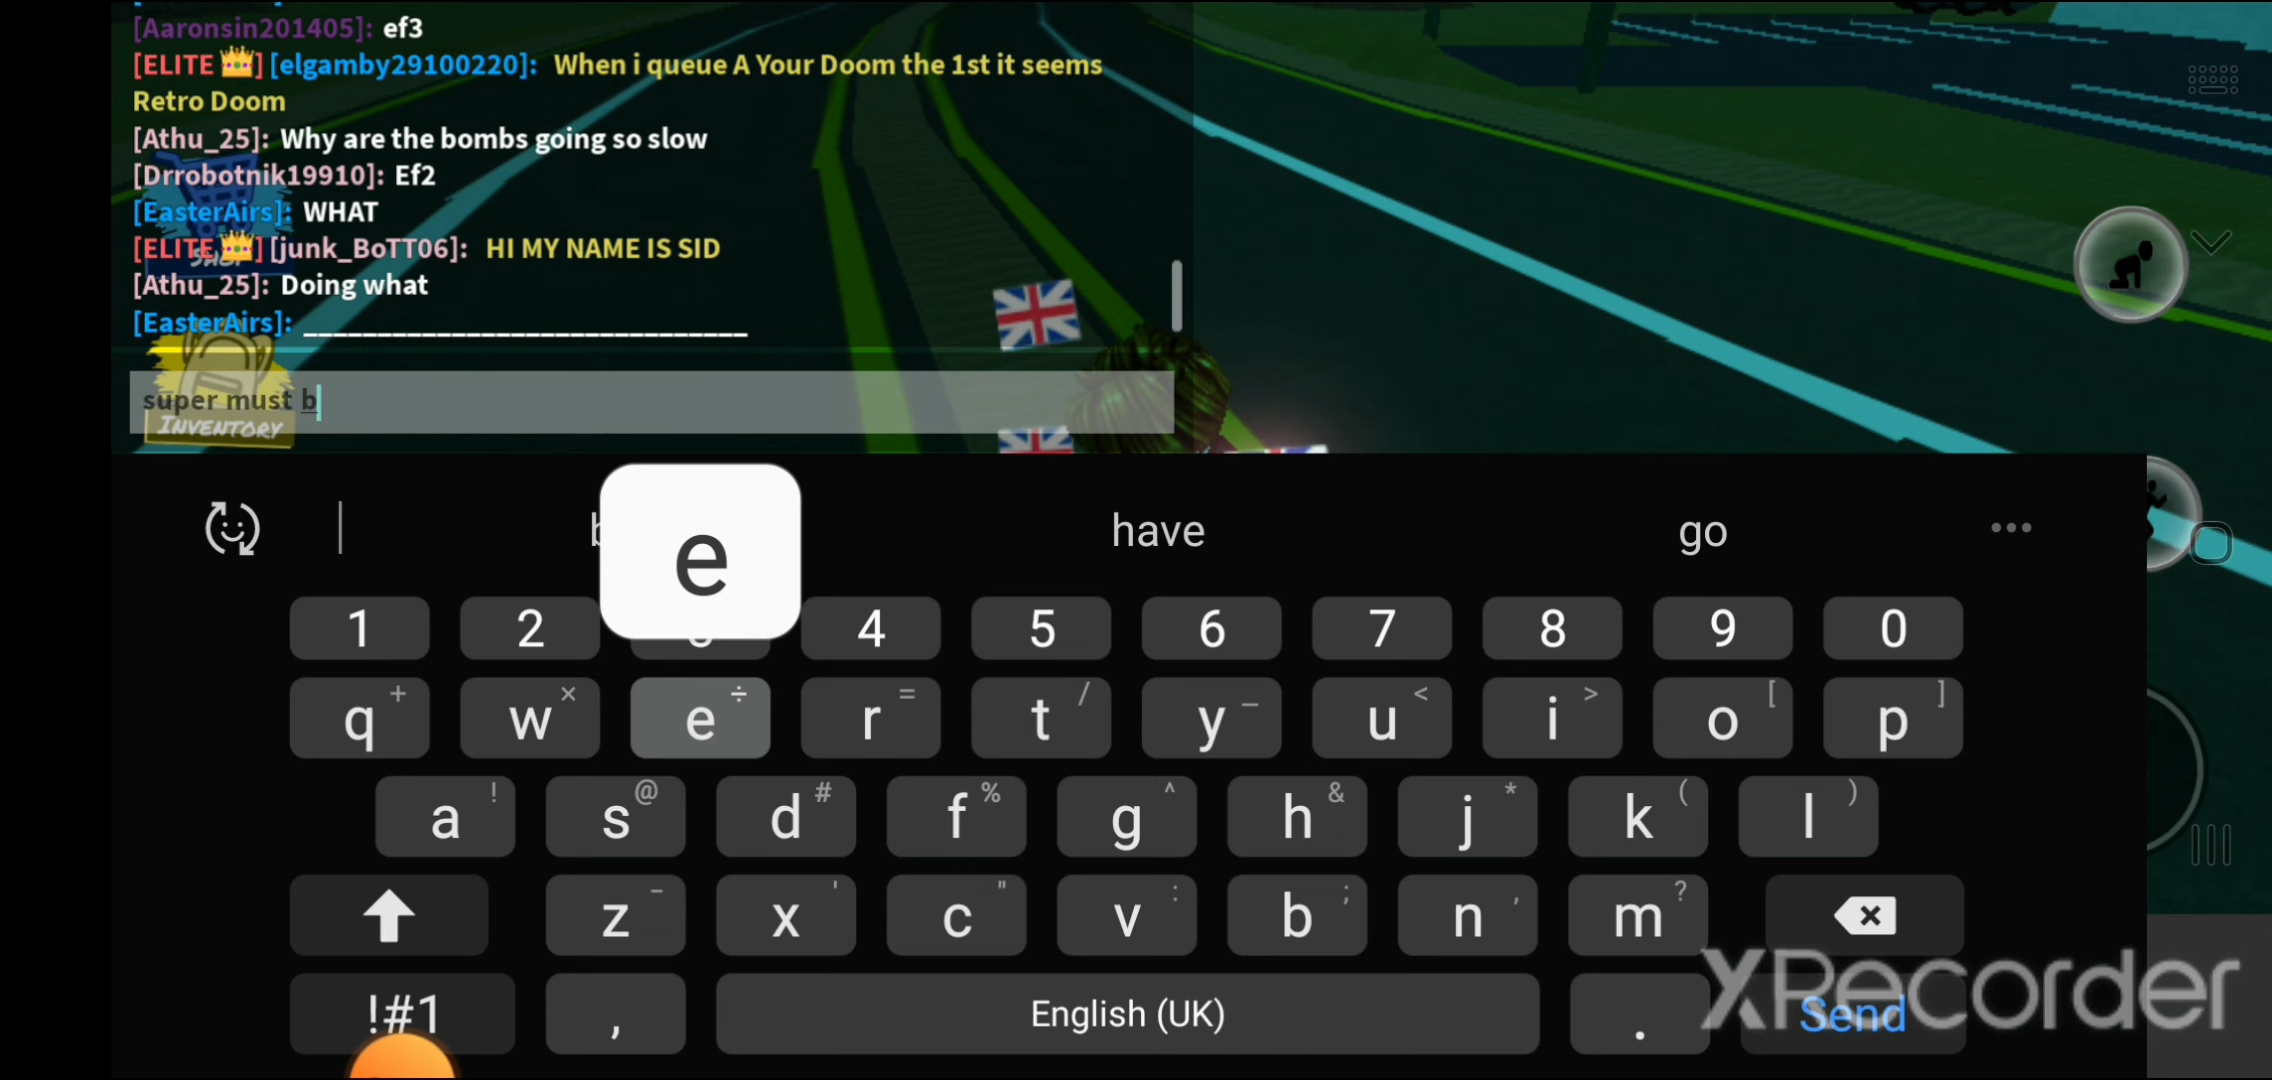 [Aaronsin201405]: ef3
[ELITE👑] [elgamby29100220]: When i queue A Your Doom the 1st it seems
Retro Doom
[Athu_25]: Why are the bombs going so slow
[Drrobotnik19910]: Ef2
[EasterAirs]: WHAT
[ELITE👑] [junk_BoTT06]: HI MY NAME IS SID
SHOP
[Athu_25]: Doing what
[EasterAirs]: ______________________________
super must b
INVENTORY
e
have go
1 2 4 5 6 7 8 9 0
q + w × e ÷ r = t / y _ u < i > o [ p ]
a ! s @ d # f % g ^ h & j * k ( l )
z - x ' c " v : b ; n , m ?
!#1 , English (UK) . Send
XRecorder